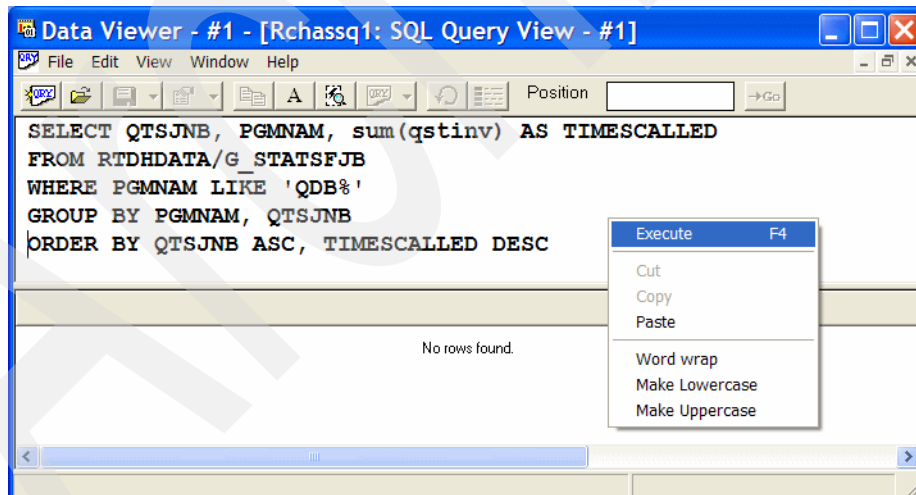 Data Viewer - #1 - [Rchassq1: SQL Query View - #1]
File Edit View Window Help
Position
Go
SELECT QTSJNB, PGMNAM, sum(qstinv) AS TIMESCALLED
FROM RTDHDATA/G_STATSFJB
WHERE PGMNAM LIKE 'QDB%'
GROUP BY PGMNAM, QTSJNB
ORDER BY QTSJNB ASC, TIMESCALLED DESC
Execute F4
Cut
Copy
Paste
Word wrap
Make Lowercase
Make Uppercase
No rows found.